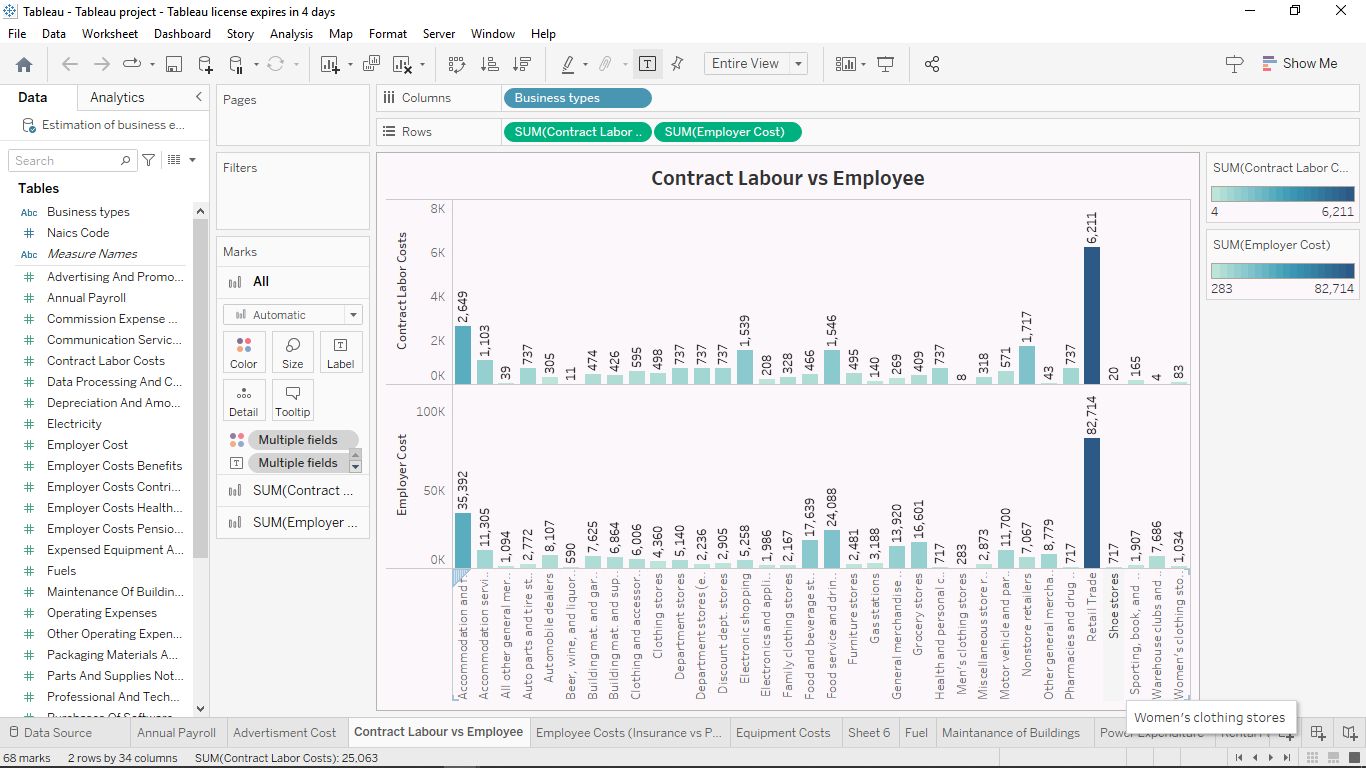 Tableau - Tableau project - Tableau license expires in 4 days
File Data Worksheet Dashboard Story Analysis Map Format Server Window Help
Entire View
Show Me
Data Analytics
Estimation of business e...
Search
Tables
Abc Business types
Naics Code
Abc Measure Names
Advertising And Promo...
Annual Payroll
Commission Expense ...
Communication Servic...
Contract Labor Costs
Data Processing And C...
Depreciation And Amo...
Electricity
Employer Cost
Employer Costs Benefits
Employer Costs Contri...
Employer Costs Health...
Employer Costs Pensio...
Expensed Equipment A...
Fuels
Maintenance Of Buildin...
Operating Expenses
Other Operating Expen...
Packaging Materials A...
Parts And Supplies Not...
Professional And Tech...
Purchase Of Software
Pages
Filters
Marks
All
Automatic
Color Size Label
Detail Tooltip
Multiple fields
Multiple fields
SUM(Contract ...
SUM(Employer ...
Columns Business types
Rows SUM(Contract Labor .. SUM(Employer Cost)
Contract Labour vs Employee
Contract Labor Costs
8K
6K
4K
2K
0K
2,649 1,103 39 737 305 11 474 426 595 498 737 737 737 1,539 208 328 466 1,546 495 140 269 409 737 8 318 571 1,717 43 737 6,211 20 165 4 83
Employer Cost
100K
50K
0K
35,392 11,305 1,094 2,772 8,107 590 7,625 6,864 6,006 4,360 5,140 2,236 2,905 5,258 1,986 2,167 17,639 24,088 2,481 3,188 13,920 16,601 717 283 2,873 11,700 7,067 8,779 717 82,714 717 1,907 7,686 1,034
Accommodation and ..
Accommodation servi..
All other general mer..
Auto parts and tire st..
Automobile dealers
Beer, wine, and liquor..
Building mat. and gar..
Building mat. and sup..
Clothing and accessor..
Clothing stores
Department stores
Department stores (e..
Discount dept. stores
Electronic shopping
Electronics and appli..
Family clothing stores
Food and beverage st..
Food service and drin..
Furniture stores
Gas stations
General merchandise ..
Grocery stores
Health and personal c..
Men's clothing stores
Miscellaneous store r..
Motor vehicle and par..
Nonstore retailers
Other general mercha..
Pharmacies and drug ..
Retail Trade
Shoe stores
Sporting, book, and ..
Warehouse clubs and ..
Women's clothing sto..
SUM(Contract Labor C...
4 6,211
SUM(Employer Cost)
283 82,714
Women's clothing stores
Data Source Annual Payroll Advertisment Cost Contract Labour vs Employee Employee Costs (Insurance vs P... Equipment Costs Sheet 6 Fuel Maintanance of Buildings Power Expenditure
68 marks 2 rows by 34 columns SUM(Contract Labor Costs): 25,063